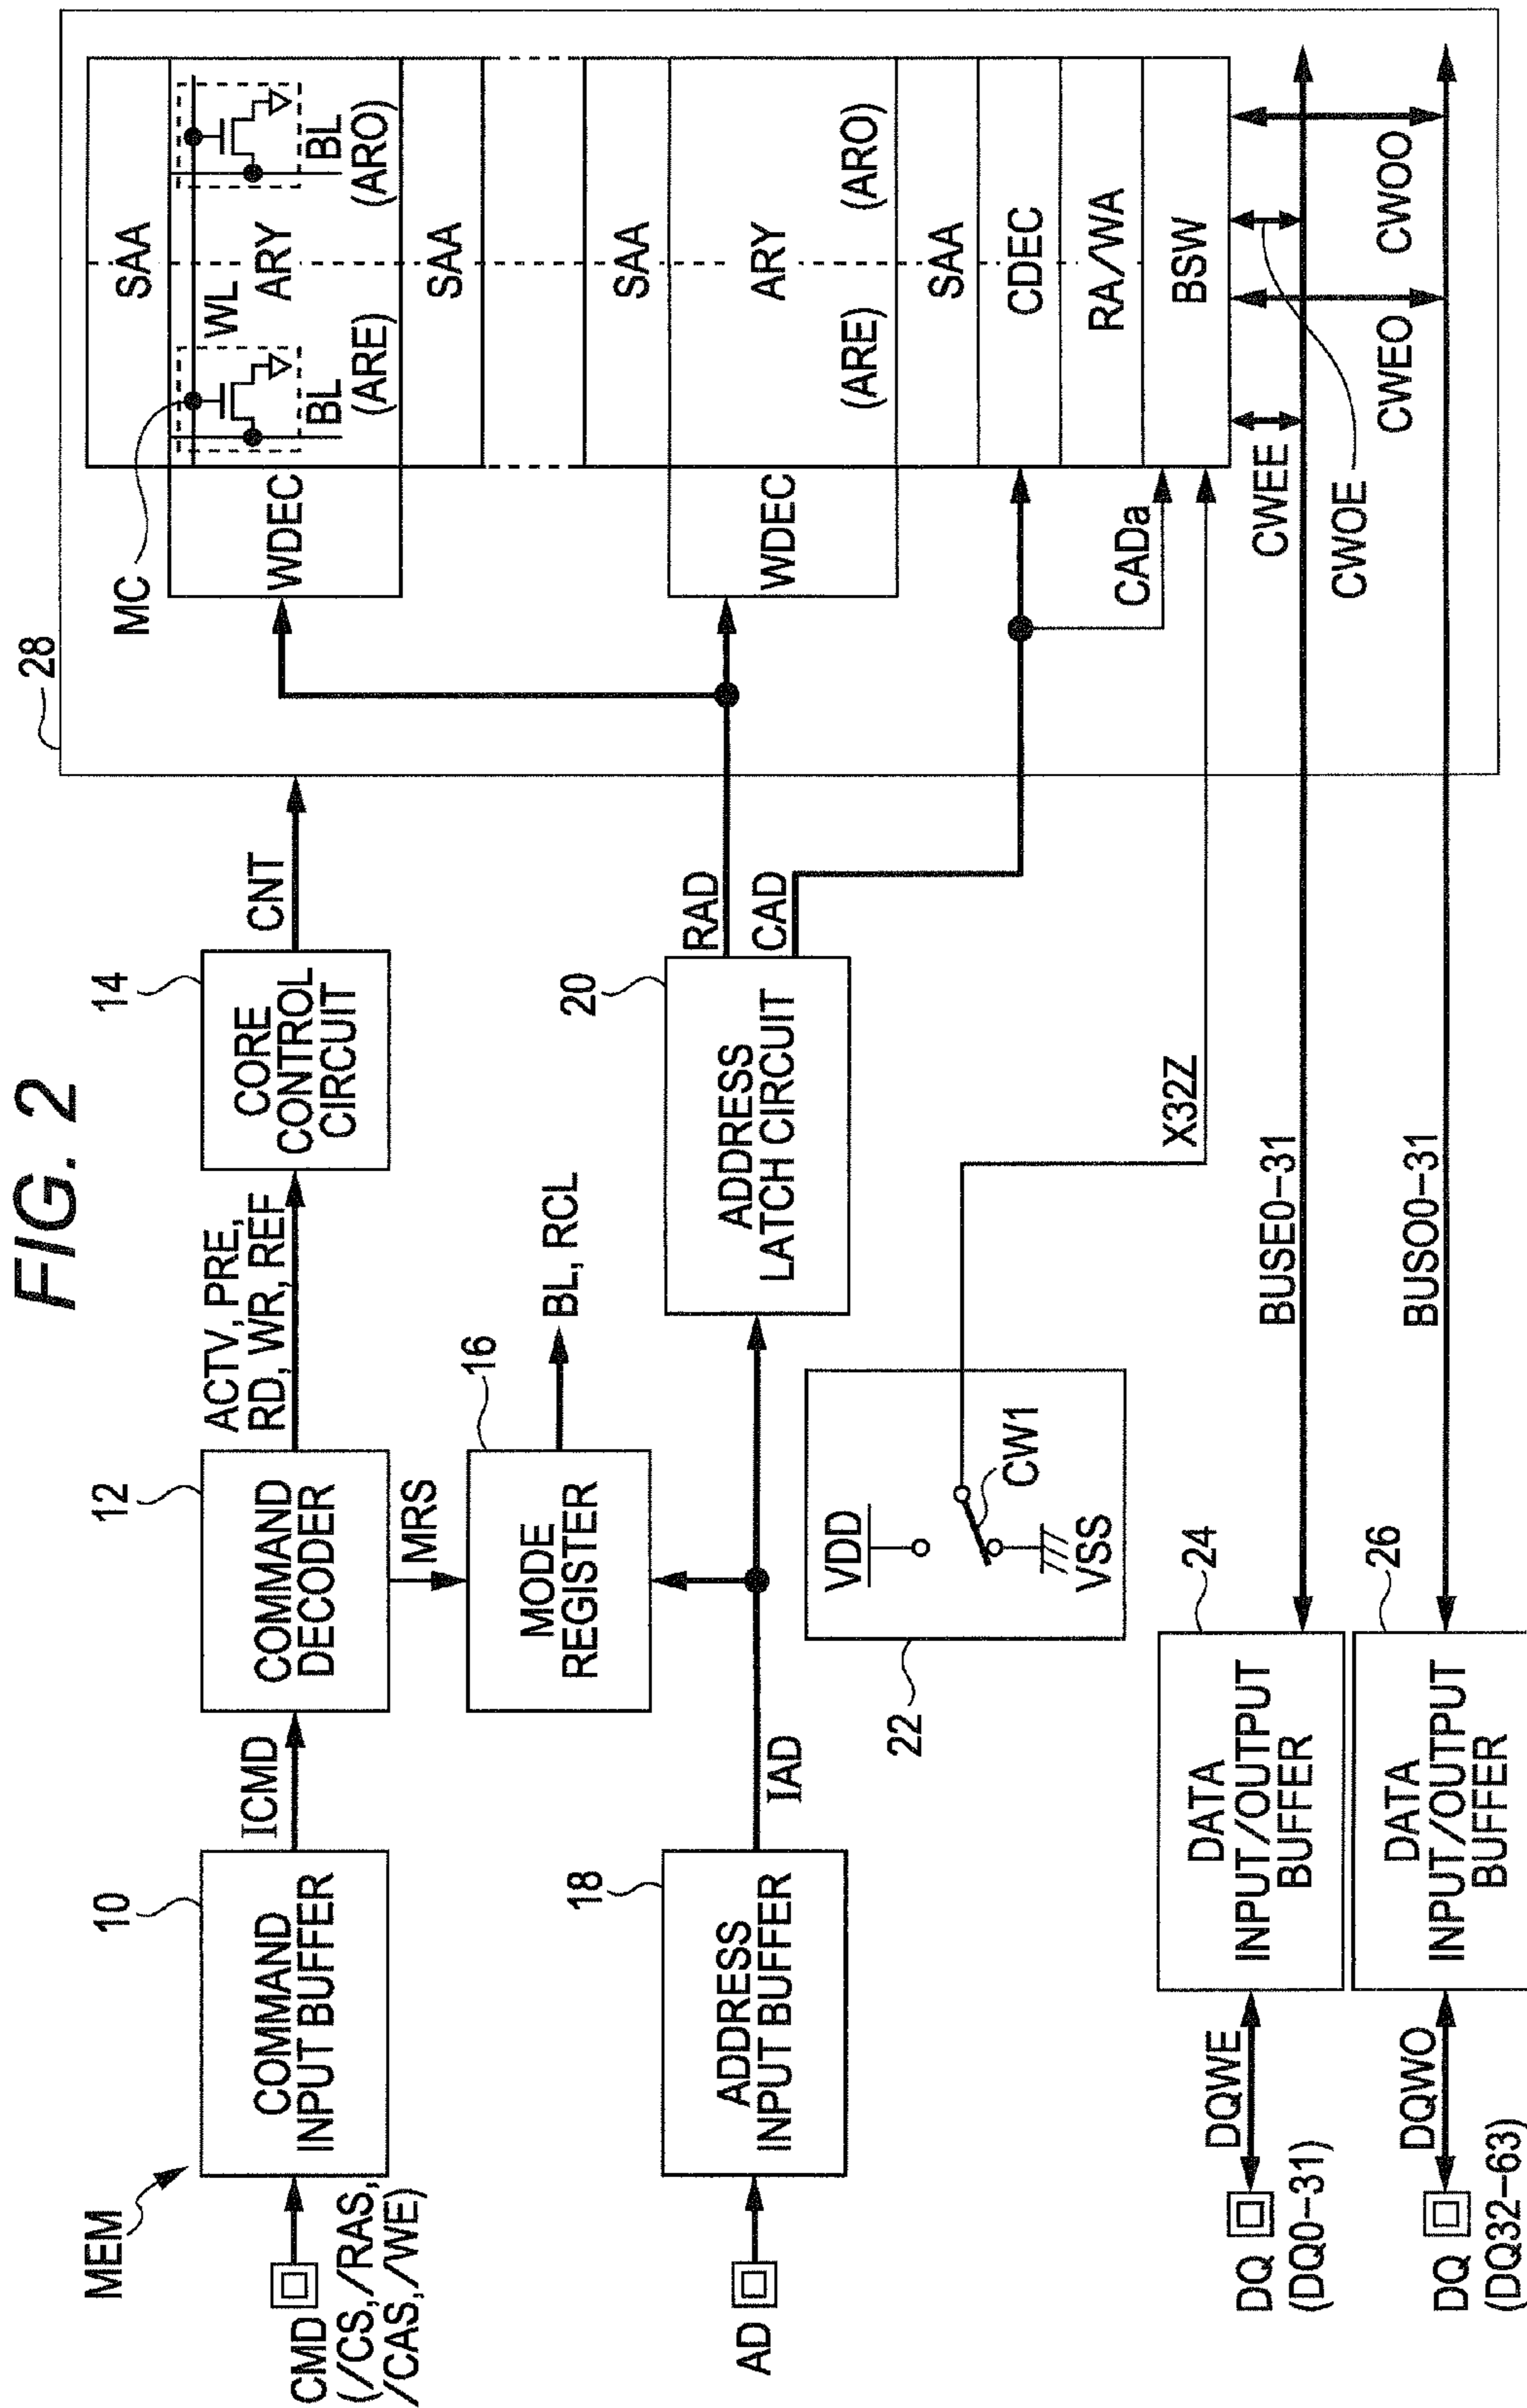 FIG. 2
MEM
CMD
(/CS,/RAS,
/CAS,/WE)
10
COMMAND
INPUT BUFFER
ICMD
12
COMMAND
DECODER
ACTV, PRE,
RD, WR, REF
14
CORE
CONTROL
CIRCUIT
CNT
28
MRS
16
MODE
REGISTER
BL, RCL
AD
18
ADDRESS
INPUT BUFFER
IAD
20
ADDRESS
LATCH CIRCUIT
RAD
CAD
22
VDD
CW1
VSS
X32Z
DQ
(DQ0-31)
DQWE
24
DATA
INPUT/OUTPUT
BUFFER
BUSE0-31
DQ
(DQ32-63)
DQWO
26
DATA
INPUT/OUTPUT
BUFFER
BUSO0-31
MC
WDEC
SAA
WL
BL
(ARE)
ARY
BL
(ARO)
SAA
SAA
WDEC
(ARE)
ARY
(ARO)
SAA
CDEC
RA/WA
BSW
CADa
CWEE
CWOE
CWEO
CWOO